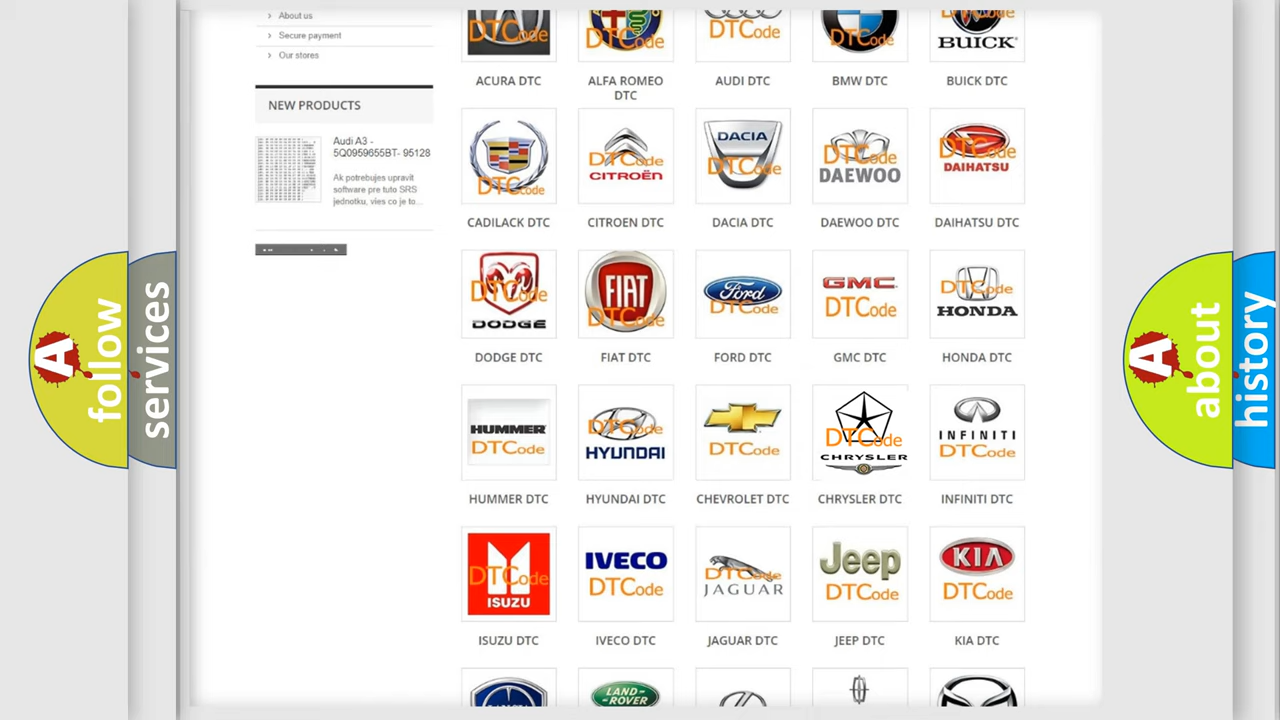 About us
Secure payment
Our stores
NEW PRODUCTS
Audi A3 -
5Q0959655BT- 95128
Ak potrebujes upravit
software pre tuto SRS
jednotku, vies co je to...
follow
services
about
history
A
A
DTCode
DTCode
DTCode
DTCode
BUICK
ACURA DTC
ALFA ROMEO
DTC
AUDI DTC
BMW DTC
BUICK DTC
DTCode
DTCode
CITROËN
DACIA
DTCode
DTCode
DAEWOO
DTCode
DAIHATSU
CADILACK DTC
CITROEN DTC
DACIA DTC
DAEWOO DTC
DAIHATSU DTC
DTCode
DODGE
FIAT
DTCode
Ford
DTCode
GMC
DTCode
DTCode
HONDA
DODGE DTC
FIAT DTC
FORD DTC
GMC DTC
HONDA DTC
HUMMER
DTCode
DTCode
HYUNDAI
DTCode
DTCode
CHRYSLER
INFINITI
DTCode
HUMMER DTC
HYUNDAI DTC
CHEVROLET DTC
CHRYSLER DTC
INFINITI DTC
DTCode
ISUZU
IVECO
DTCode
DTCode
JAGUAR
Jeep
DTCode
KIA
DTCode
ISUZU DTC
IVECO DTC
JAGUAR DTC
JEEP DTC
KIA DTC
LAND-
ROVER